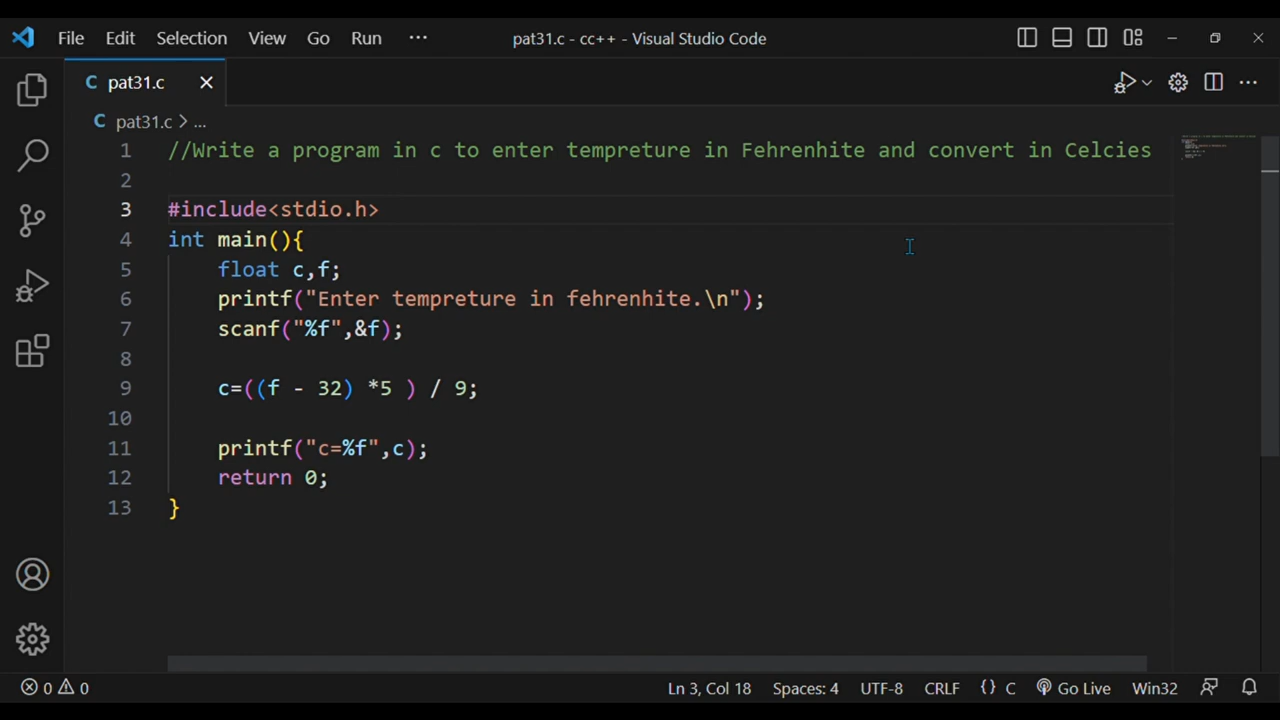 File Edit Selection View Go Run ··· pat31.c - cc++ - Visual Studio Code
C pat31.c
C pat31.c > ...
1 //Write a program in c to enter tempreture in Fehrenhite and convert in Celcies
2
3 #include<stdio.h>
4 int main(){
5 float c,f;
6 printf("Enter tempreture in fehrenhite.\n");
7 scanf("%f",&f);
8
9 c=((f - 32) *5 ) / 9;
10
11 printf("c=%f",c);
12 return 0;
13 }
0 0 Ln 3, Col 18 Spaces: 4 UTF-8 CRLF {} C Go Live Win32